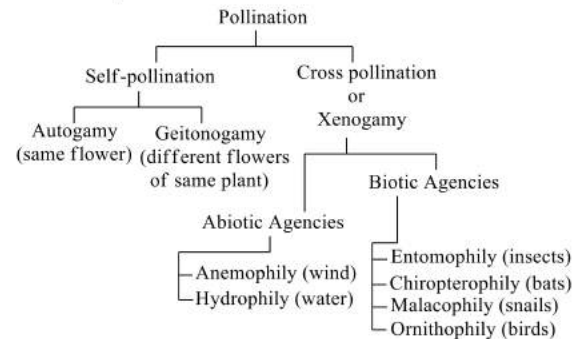 Pollination
Self-pollination
Cross pollination
or
Xenogamy
Autogamy
(same flower)
Geitonogamy
(different flowers
of same plant)
Abiotic Agencies
Biotic Agencies
Anemophily (wind)
Hydrophily (water)
Entomophily (insects)
Chiropterophily (bats)
Malacophily (snails)
Ornithophily (birds)